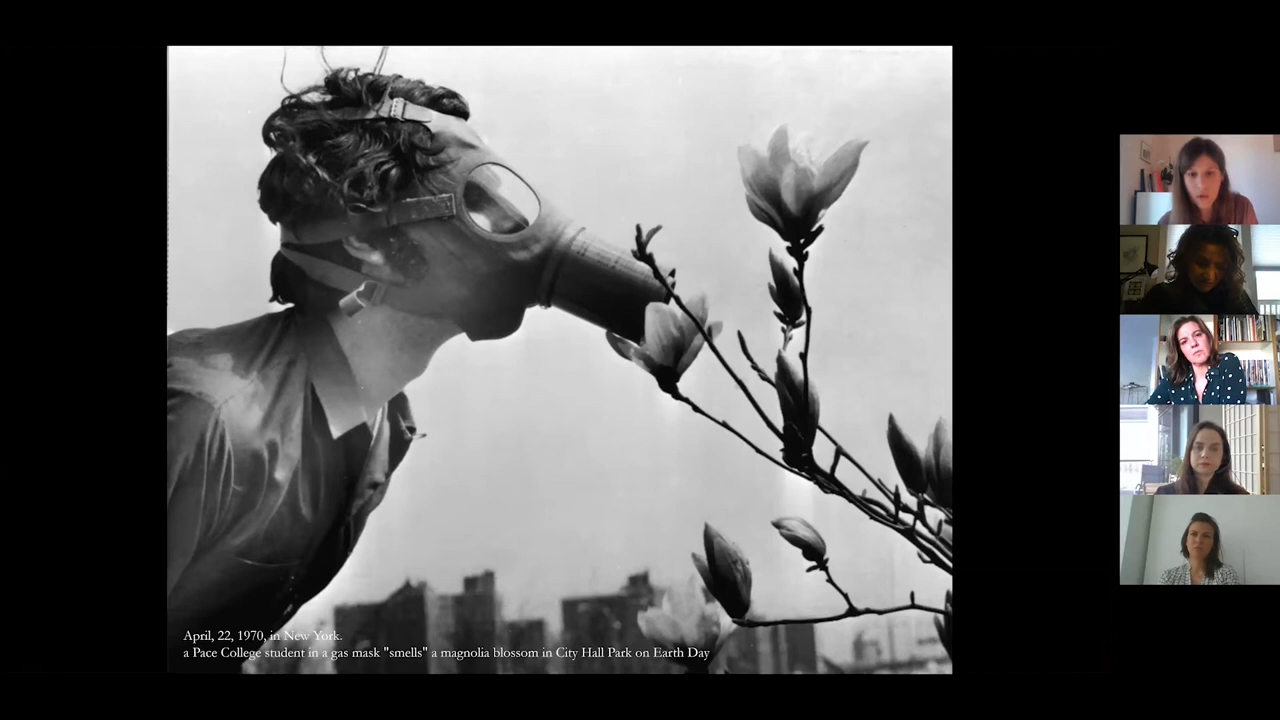 April, 22, 1970, in New York.
a Pace College student in a gas mask "smells" a magnolia blossom in City Hall Park on Earth Day